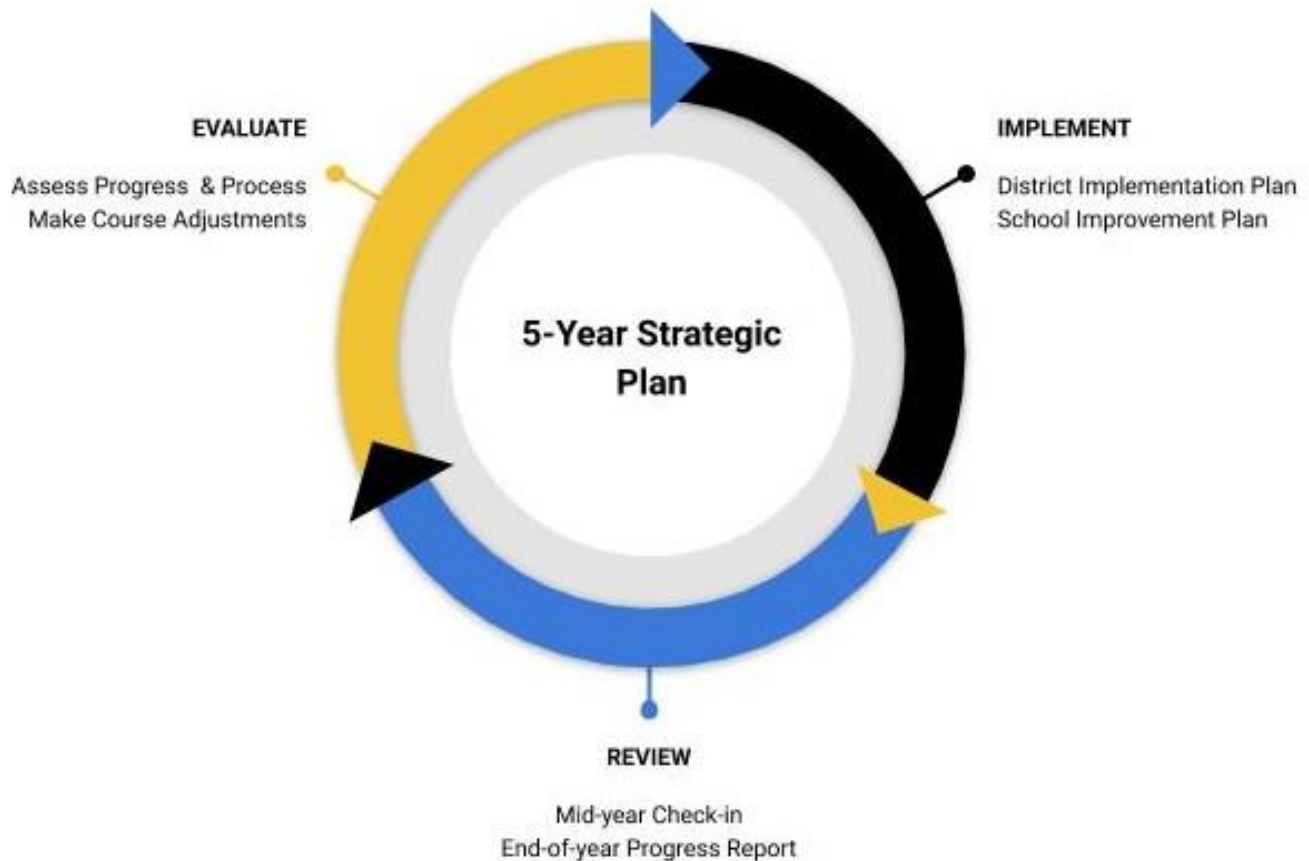 EVALUATE
Assess Progress & Process
Make Course Adjustments
IMPLEMENT
District Implementation Plan
School Improvement Plan
5-Year Strategic
Plan
REVIEW
Mid-year Check-in
End-of-year Progress Report